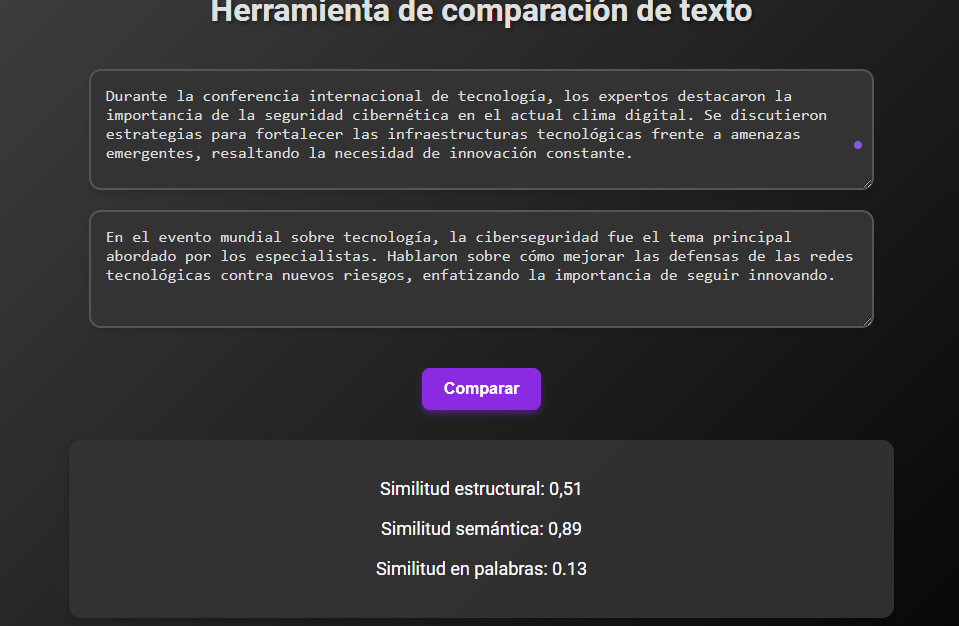 Herramienta de comparación de texto
Durante la conferencia internacional de tecnología, los expertos destacaron la
importancia de la seguridad cibernética en el actual clima digital. Se discutieron
estrategias para fortalecer las infraestructuras tecnológicas frente a amenazas
emergentes, resaltando la necesidad de innovación constante.
En el evento mundial sobre tecnología, la ciberseguridad fue el tema principal
abordado por los especialistas. Hablaron sobre cómo mejorar las defensas de las redes
tecnológicas contra nuevos riesgos, enfatizando la importancia de seguir innovando.
Comparar
Similitud estructural: 0,51
Similitud semántica: 0,89
Similitud en palabras: 0.13